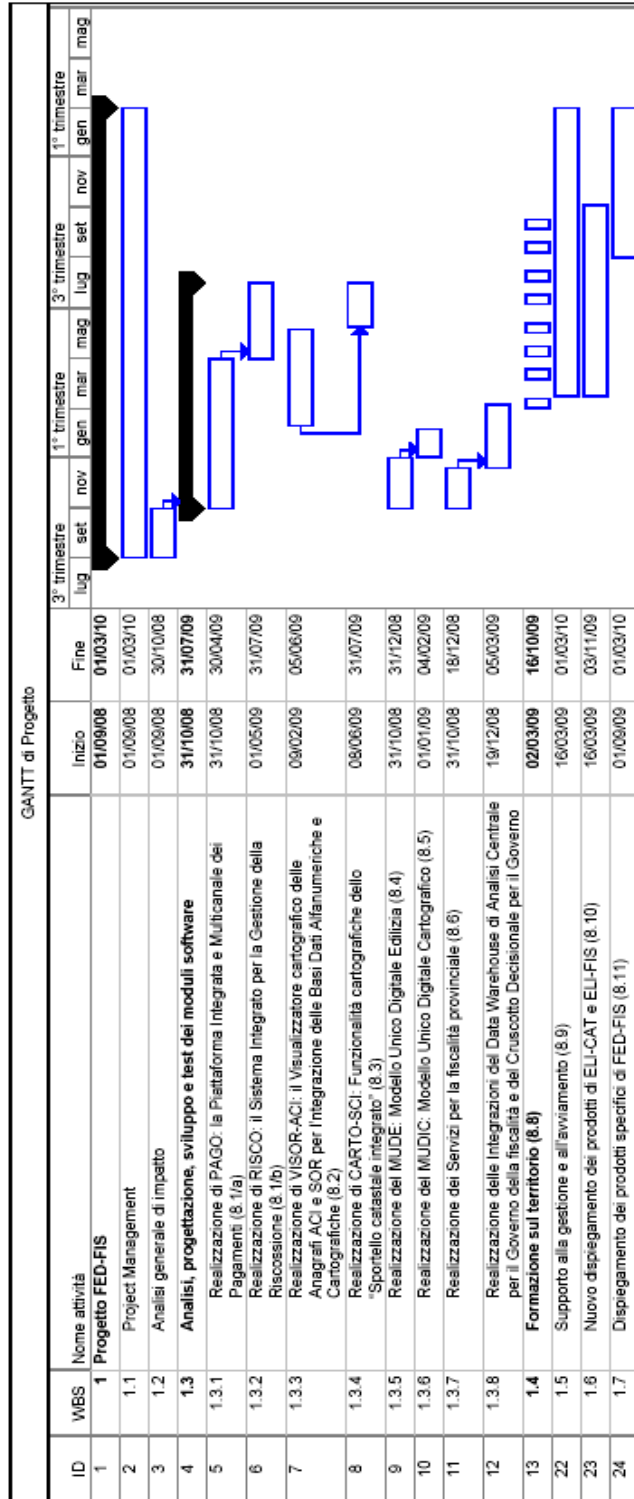 GANTT di Progetto
ID WBS Nome attività Inizio Fine 3° trimestre 1° trimestre 3° trimestre 1° trimestre
lug set nov gen mar mag lug set nov gen mar mag
1 1 Progetto FED-FIS 01/09/08 01/03/10
2 1.1 Project Management 01/09/08 01/03/10
3 1.2 Analisi generale di impatto 01/09/08 30/10/08
4 1.3 Analisi, progettazione, sviluppo e test dei moduli software 31/10/08 31/07/09
5 1.3.1 Realizzazione di PAGO: la Piattaforma Integrata e Multicanale dei 31/10/08 30/04/09
Pagamenti (8.1/a)
6 1.3.2 Realizzazione di RISCO: il Sistema Integrato per la Gestione della 01/05/09 31/07/09
Riscossione (8.1/b)
7 1.3.3 Realizzazione di VISOR-ACI: il Visualizzatore cartografico delle 09/02/09 05/06/09
Anagrafi ACI e SOR per l'Integrazione delle Basi Dati Alfanumeriche e
Cartografiche (8.2)
8 1.3.4 Realizzazione di CARTO-SCI: Funzionalità cartografiche dello 08/06/09 31/07/09
"Sportello catastale integrato" (8.3)
9 1.3.5 Realizzazione del MUDE: Modello Unico Digitale Edilizia (8.4) 31/10/08 31/12/08
10 1.3.6 Realizzazione del MUDIC: Modello Unico Digitale Cartografico (8.5) 01/01/09 04/02/09
11 1.3.7 Realizzazione dei Servizi per la fiscalità provinciale (8.6) 31/10/08 18/12/08
12 1.3.8 Realizzazione delle Integrazioni del Data Warehouse di Analisi Centrale 19/12/08 05/03/09
per il Governo della fiscalità e del Cruscotto Decisionale per il Governo
13 1.4 Formazione sul territorio (8.8) 02/03/09 16/10/09
22 1.5 Supporto alla gestione e all'avviamento (8.9) 16/03/09 01/03/10
23 1.6 Nuovo dispiegamento dei prodotti di ELI-CAT e ELI-FIS (8.10) 16/03/09 03/11/09
24 1.7 Dispiegamento dei prodotti specifici di FED-FIS (8.11) 01/09/09 01/03/10